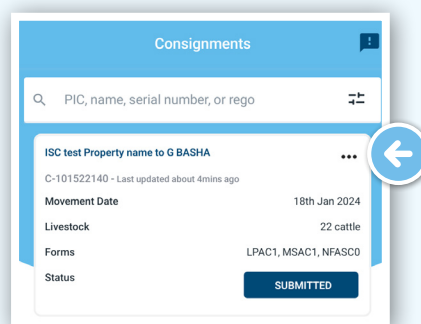 Consignments
PIC, name, serial number, or rego
ISC test Property name to G BASHA
C-101522140 - Last updated about 4mins ago
Movement Date 18th Jan 2024
Livestock 22 cattle
Forms LPAC1, MSAC1, NFASC0
Status SUBMITTED